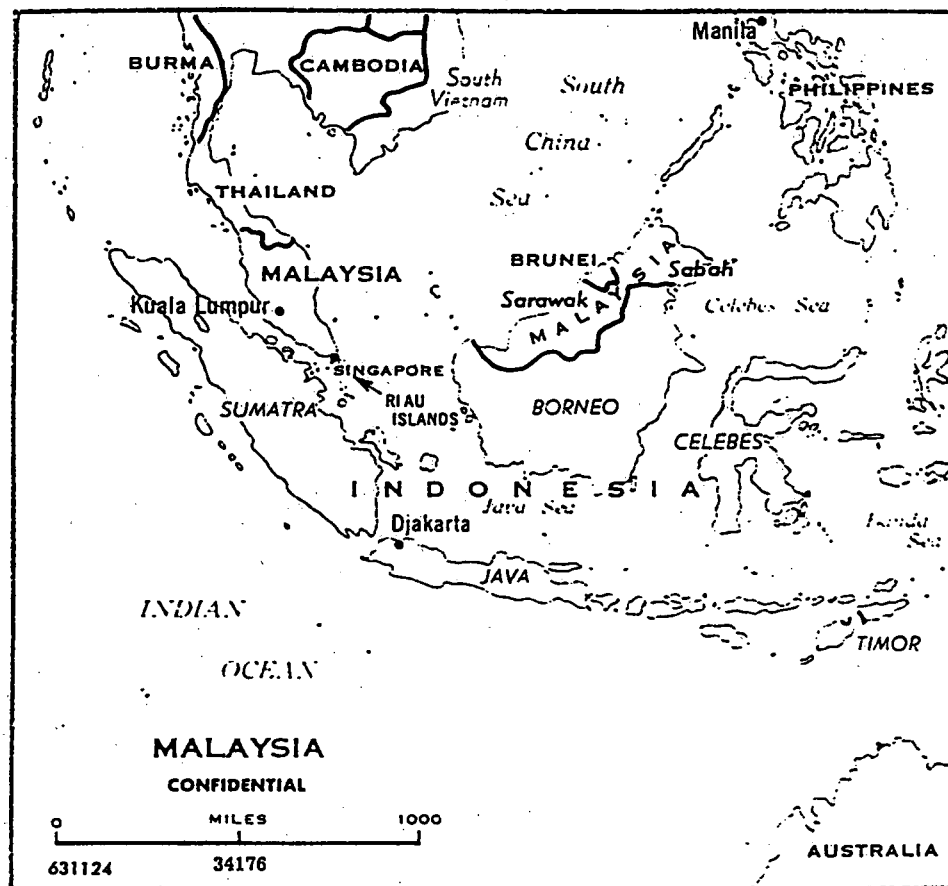 Manila
BURMA
CAMBODIA
South
Vietnam
South
China
Sea
PHILIPPINES
THAILAND
MALAYSIA
BRUNEI
Sabah
Kuala Lumpur
Sarawak
MALAYSIA
Celebes Sea
SINGAPORE
RIAU
ISLANDS
SUMATRA
BORNEO
CELEBES
INDONESIA
Java Sea
Banda
Sea
Djakarta
JAVA
INDIAN
OCEAN
TIMOR
MALAYSIA
CONFIDENTIAL
0 MILES 1000
631124 34176
AUSTRALIA